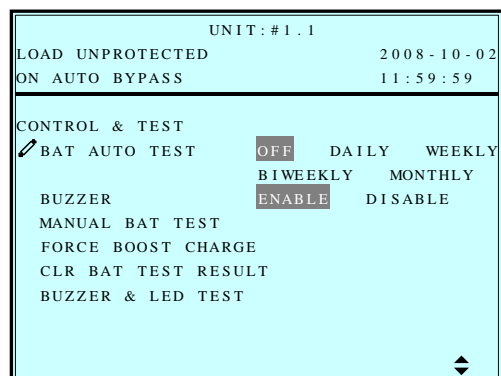 UNIT:#1.1
LOAD UNPROTECTED 2008-10-02
ON AUTO BYPASS 11:59:59
CONTROL & TEST
BAT AUTO TEST OFF DAILY WEEKLY
BIWEEKLY MONTHLY
BUZZER ENABLE DISABLE
MANUAL BAT TEST
FORCE BOOST CHARGE
CLR BAT TEST RESULT
BUZZER & LED TEST